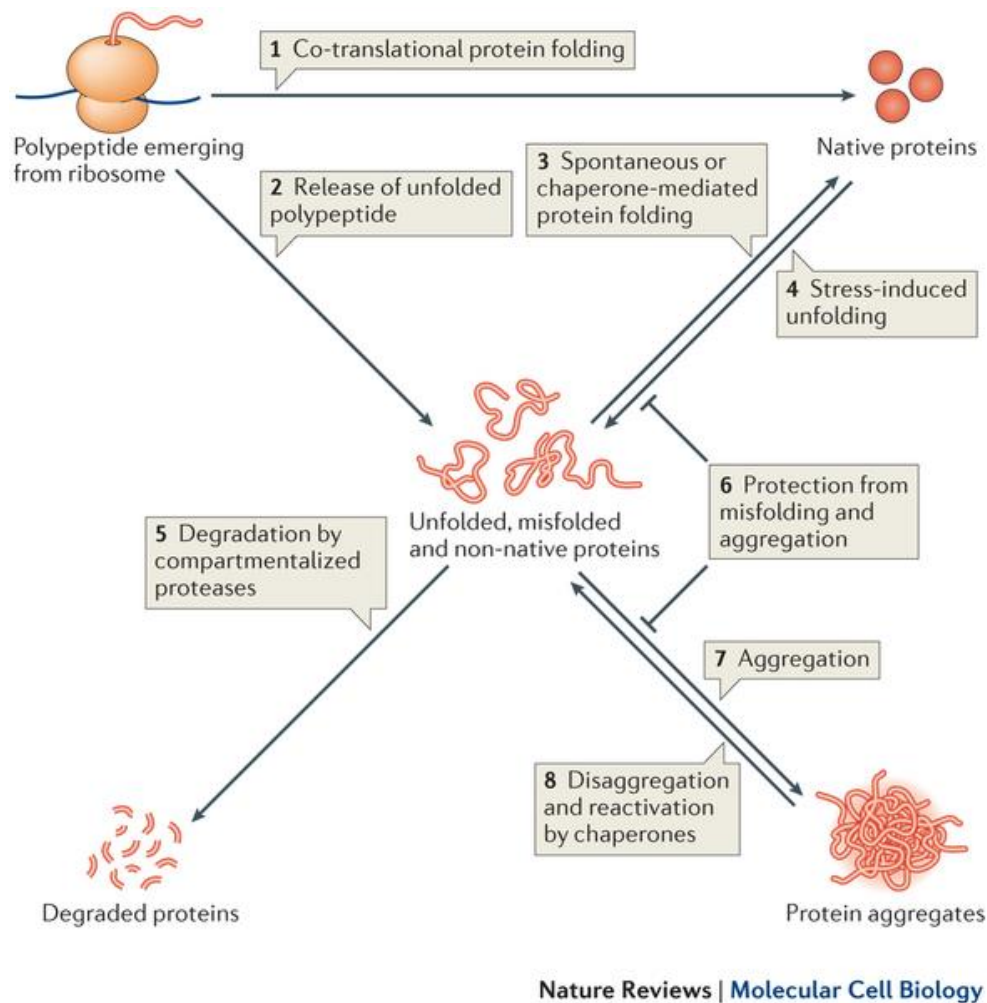 1 Co-translational protein folding
Polypeptide emerging
from ribosome
Native proteins
2 Release of unfolded
polypeptide
3 Spontaneous or
chaperone-mediated
protein folding
4 Stress-induced
unfolding
Unfolded, misfolded
and non-native proteins
5 Degradation by
compartmentalized
proteases
6 Protection from
misfolding and
aggregation
7 Aggregation
8 Disaggregation
and reactivation
by chaperones
Degraded proteins
Protein aggregates
Nature Reviews | Molecular Cell Biology